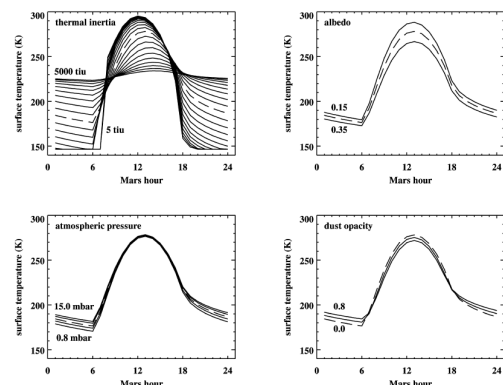 thermal inertia
300
250
200
150
5000 tiu
5 tiu
surface temperature (K)
0 6 12 18 24
Mars hour
albedo
300
250
200
150
0.15
0.35
surface temperature (K)
0 6 12 18 24
Mars hour
atmospheric pressure
300
250
200
150
15.0 mbar
0.8 mbar
surface temperature (K)
0 6 12 18 24
Mars hour
dust opacity
300
250
200
150
0.8
0.0
surface temperature (K)
0 6 12 18 24
Mars hour